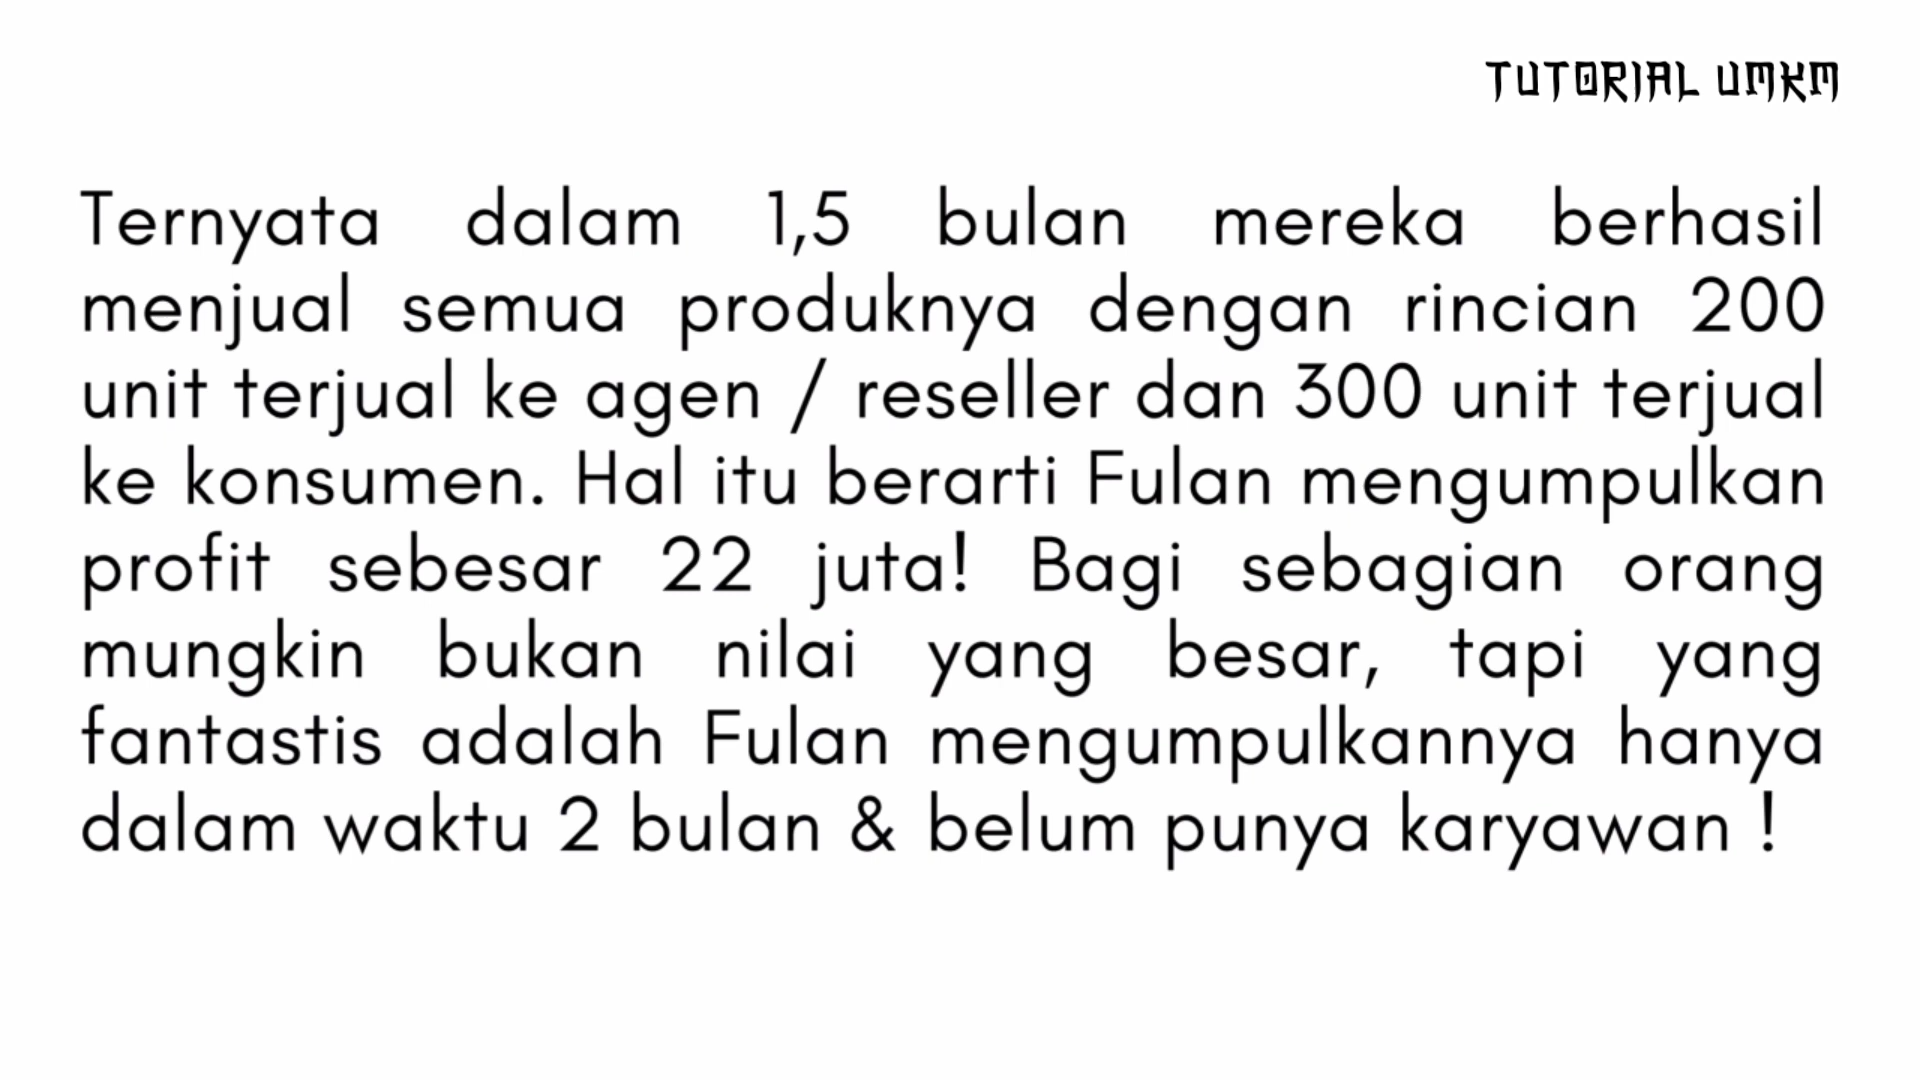 TUTORIAL UMKM
Ternyata dalam 1,5 bulan mereka berhasil
menjual semua produknya dengan rincian 200
unit terjual ke agen / reseller dan 300 unit terjual
ke konsumen. Hal itu berarti Fulan mengumpulkan
profit sebesar 22 juta! Bagi sebagian orang
mungkin bukan nilai yang besar, tapi yang
fantastis adalah Fulan mengumpulkannya hanya
dalam waktu 2 bulan & belum punya karyawan !